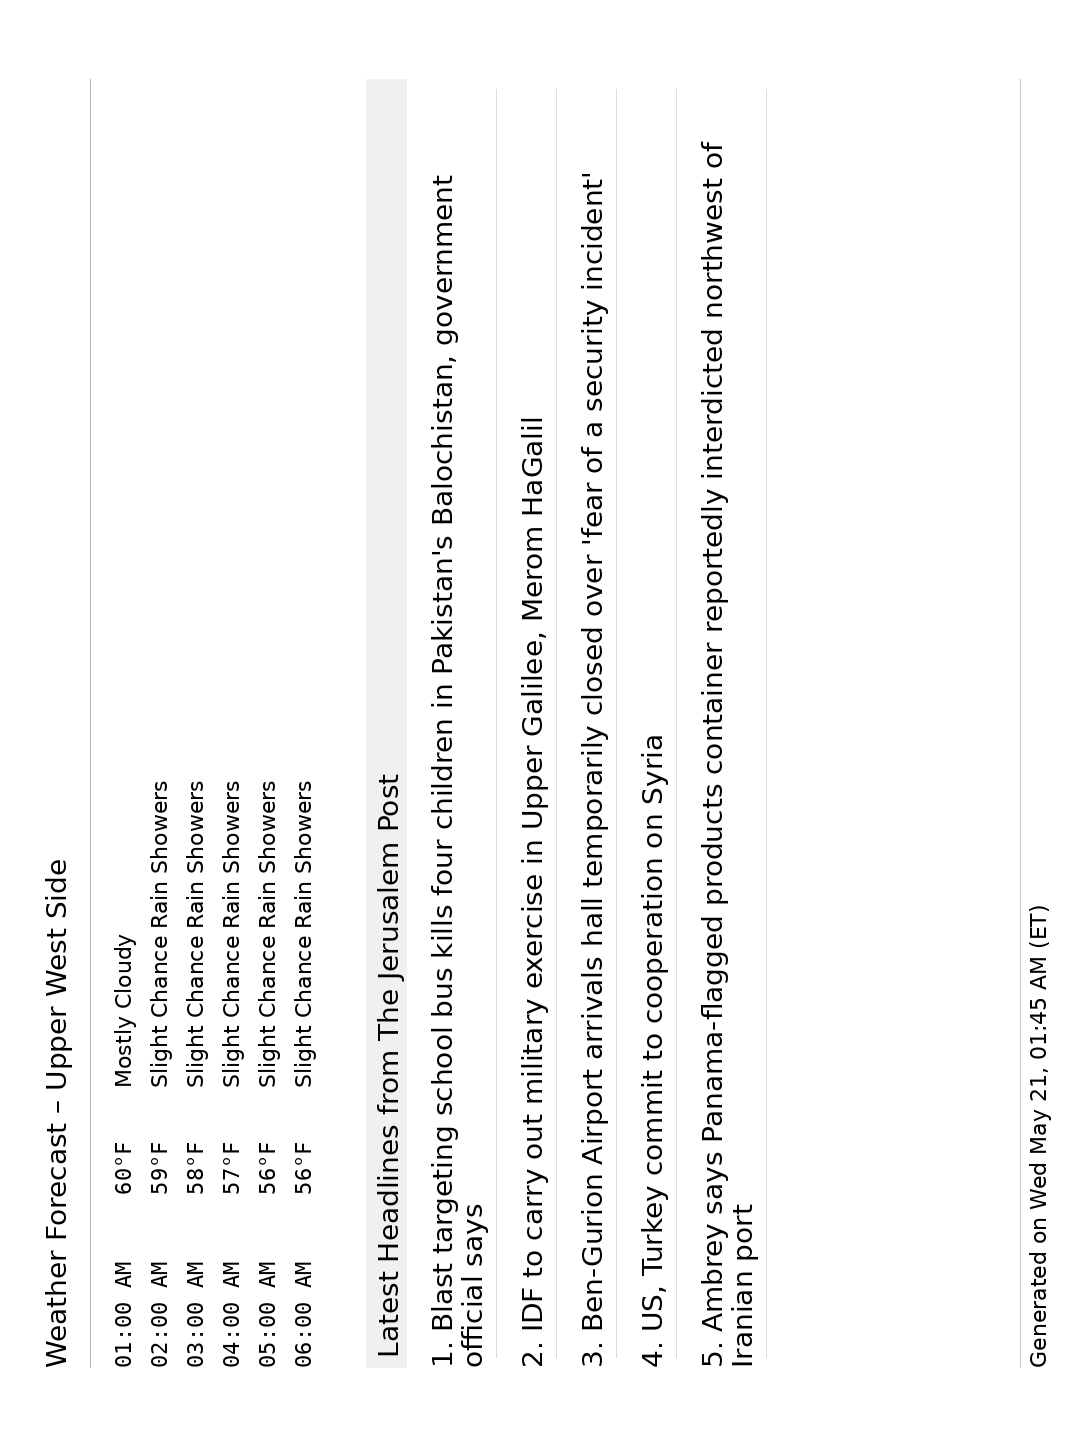 Weather Forecast – Upper West Side
01:00 AM 60°F Mostly Cloudy
02:00 AM 59°F Slight Chance Rain Showers
03:00 AM 58°F Slight Chance Rain Showers
04:00 AM 57°F Slight Chance Rain Showers
05:00 AM 56°F Slight Chance Rain Showers
06:00 AM 56°F Slight Chance Rain Showers
Latest Headlines from The Jerusalem Post
1. Blast targeting school bus kills four children in Pakistan's Balochistan, government
official says
2. IDF to carry out military exercise in Upper Galilee, Merom HaGalil
3. Ben-Gurion Airport arrivals hall temporarily closed over 'fear of a security incident'
4. US, Turkey commit to cooperation on Syria
5. Ambrey says Panama-flagged products container reportedly interdicted northwest of
Iranian port
Generated on Wed May 21, 01:45 AM (ET)